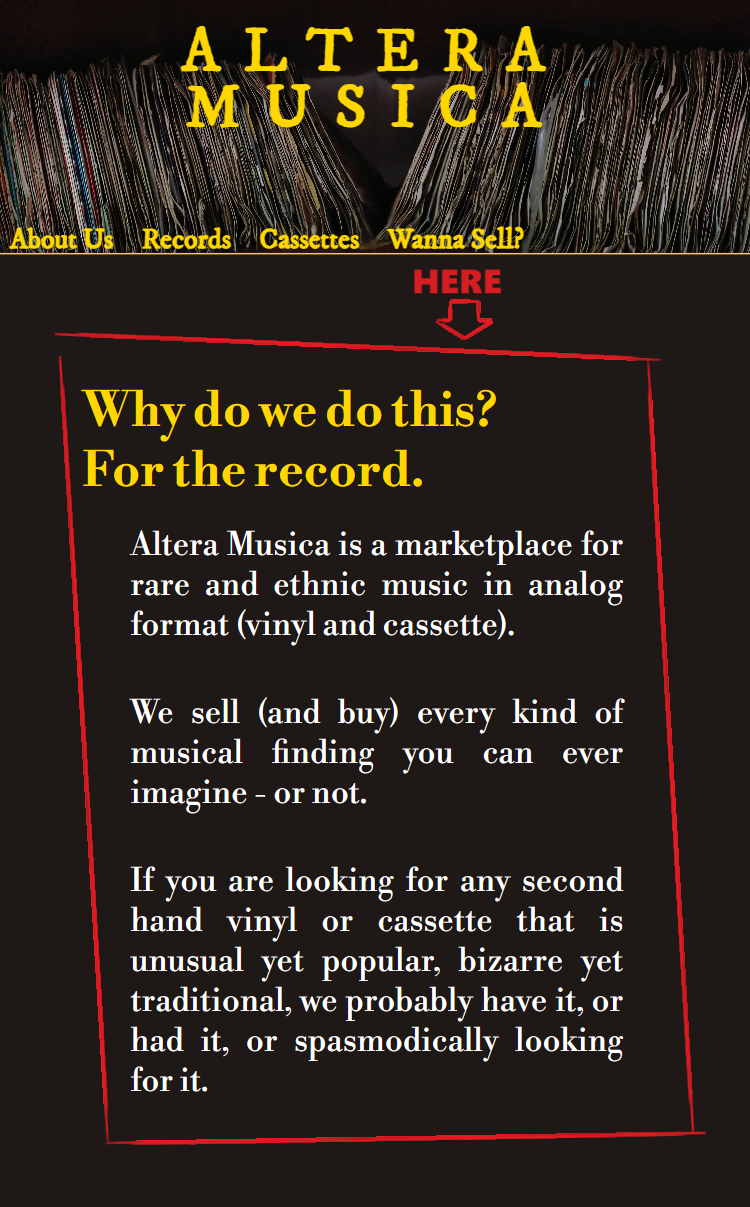 ALTERA
MUSICA
About Us Records Cassettes Wanna Sell?
HERE
Why do we do this?
For the record.
Altera Musica is a marketplace for
rare and ethnic music in analog
format (vinyl and cassette).
We sell (and buy) every kind of
musical finding you can ever
imagine - or not.
If you are looking for any second
hand vinyl or cassette that is
unusual yet popular, bizarre yet
traditional, we probably have it, or
had it, or spasmodically looking
for it.